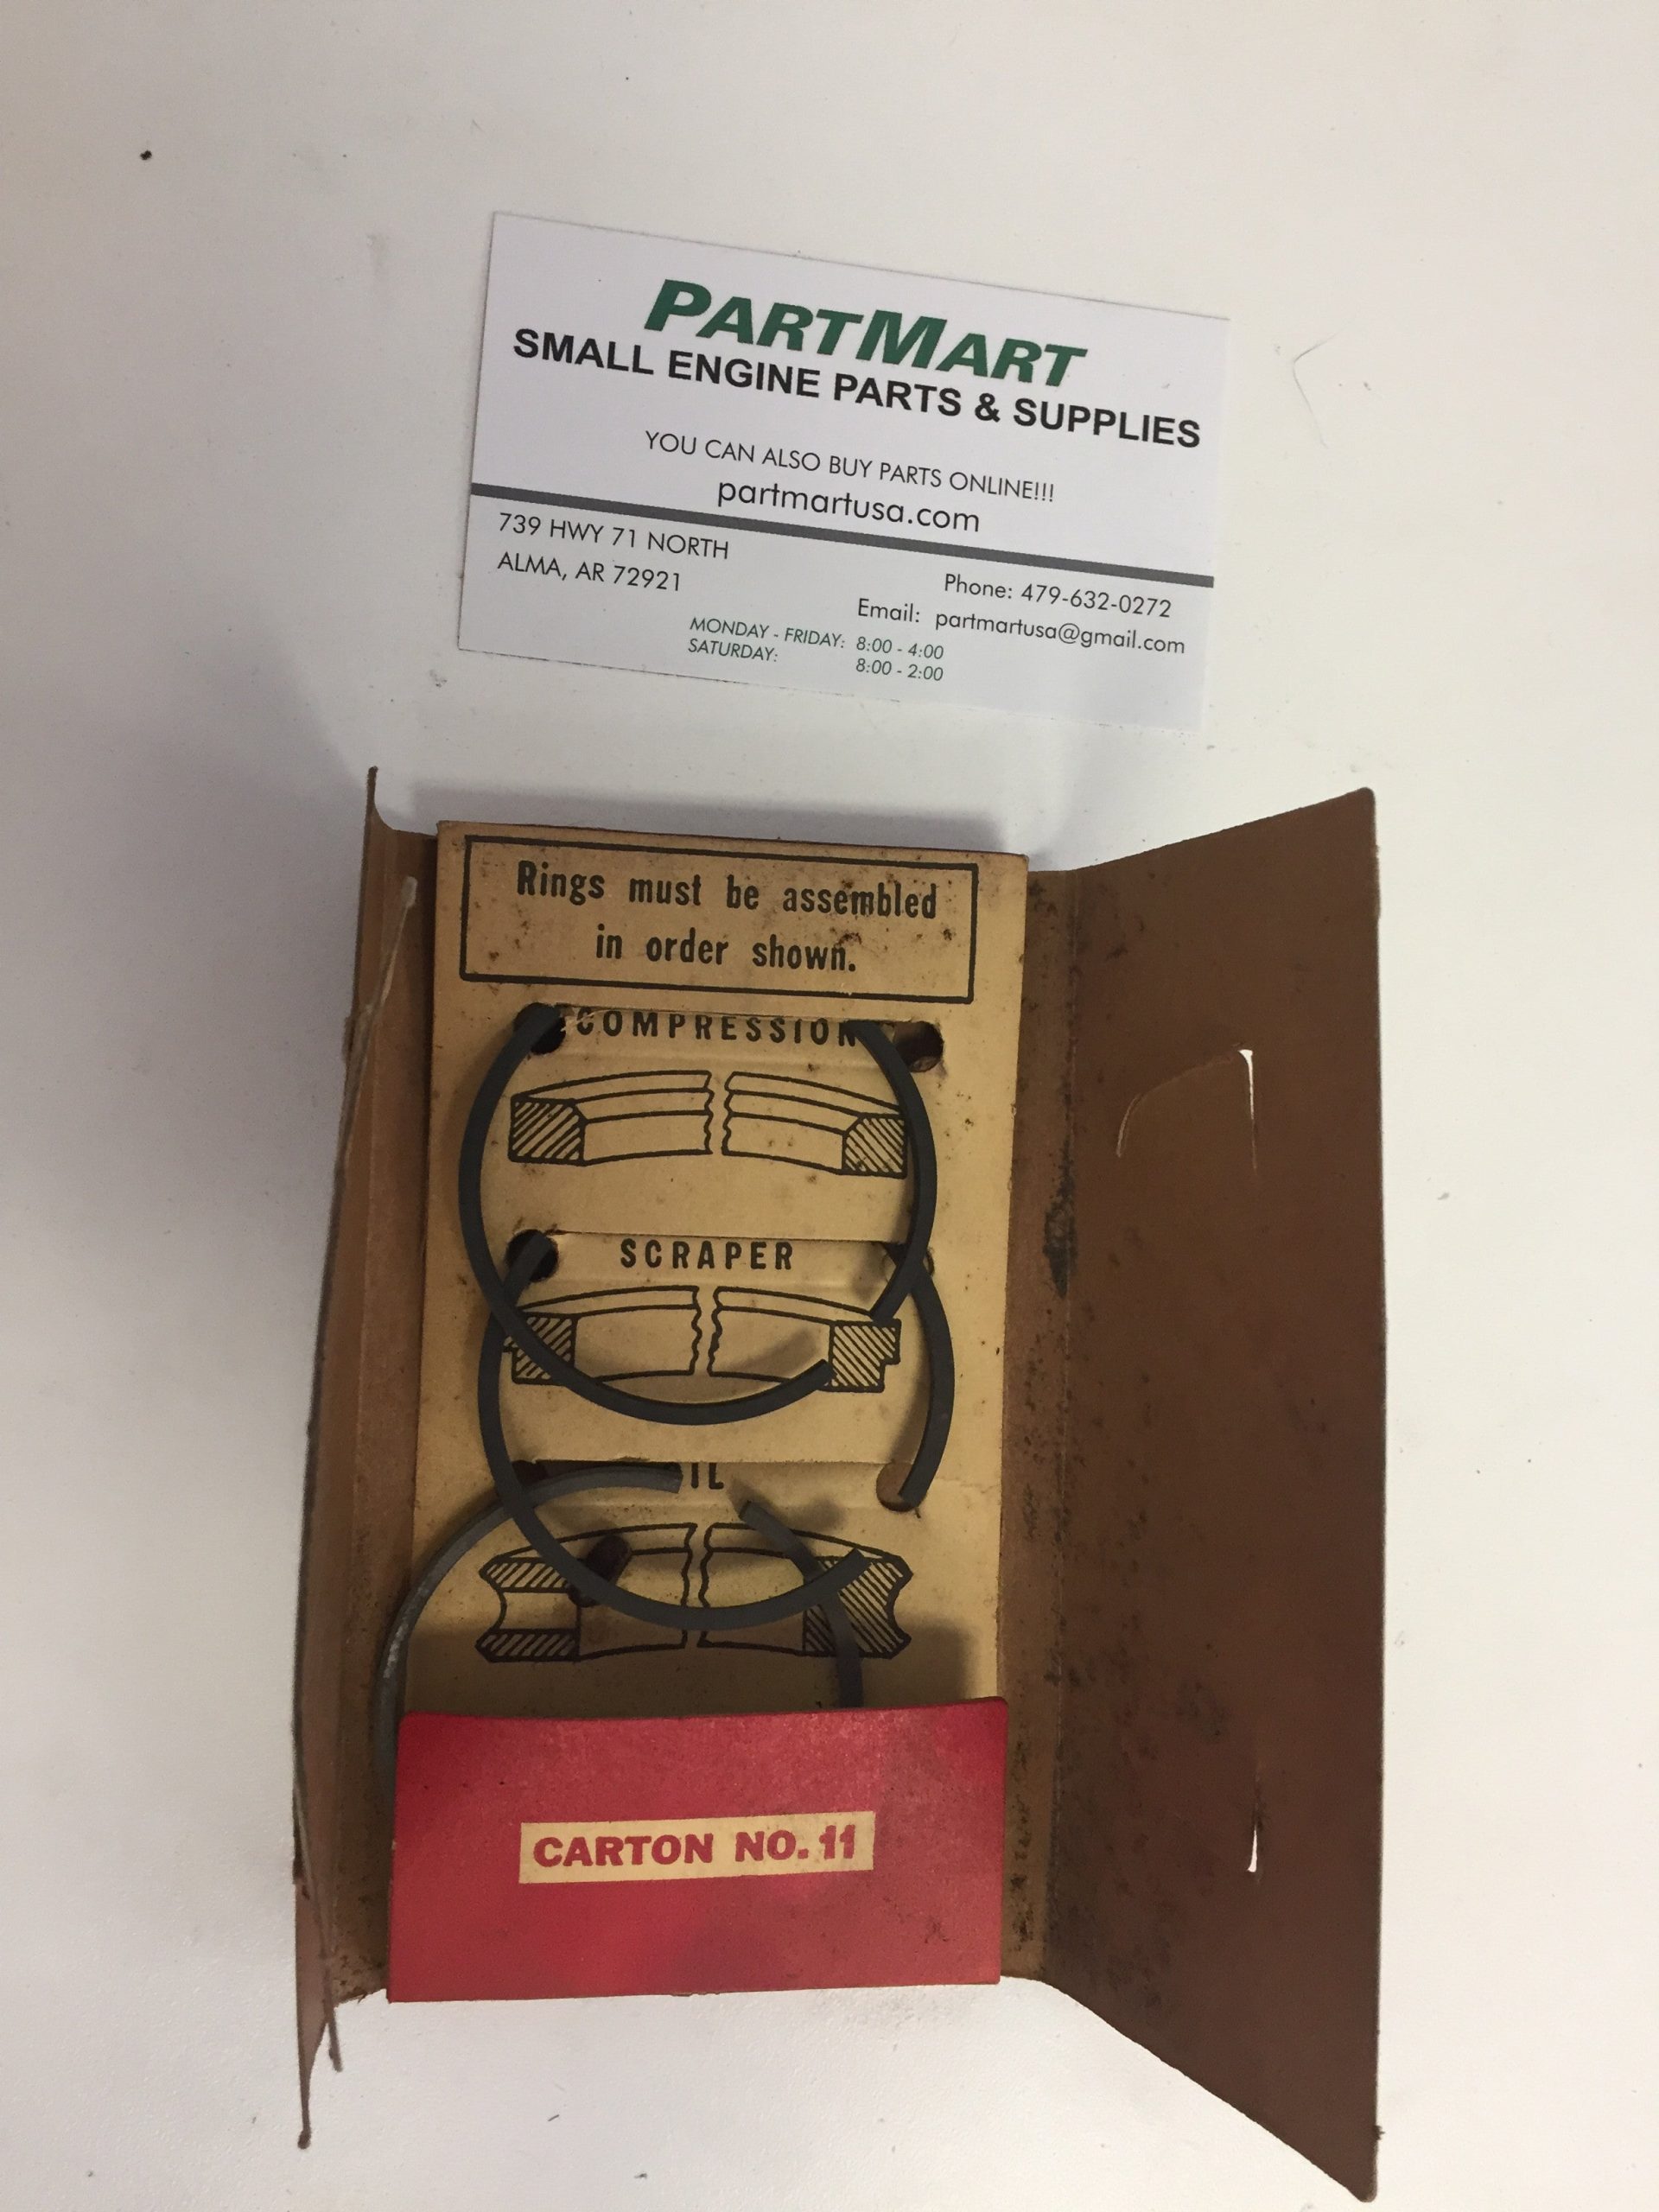 PARTMART
SMALL ENGINE PARTS & SUPPLIES
YOU CAN ALSO BUY PARTS ONLINE!!!
partmartusa.com
739 HWY 71 NORTH
ALMA, AR 72921
Phone: 479-632-0272
Email: partmartusa@gmail.com
MONDAY - FRIDAY: 8:00 - 4:00
SATURDAY: 8:00 - 2:00
Rings must be assembled
in order shown.
COMPRESSION
SCRAPER
IL
CARTON NO. 11